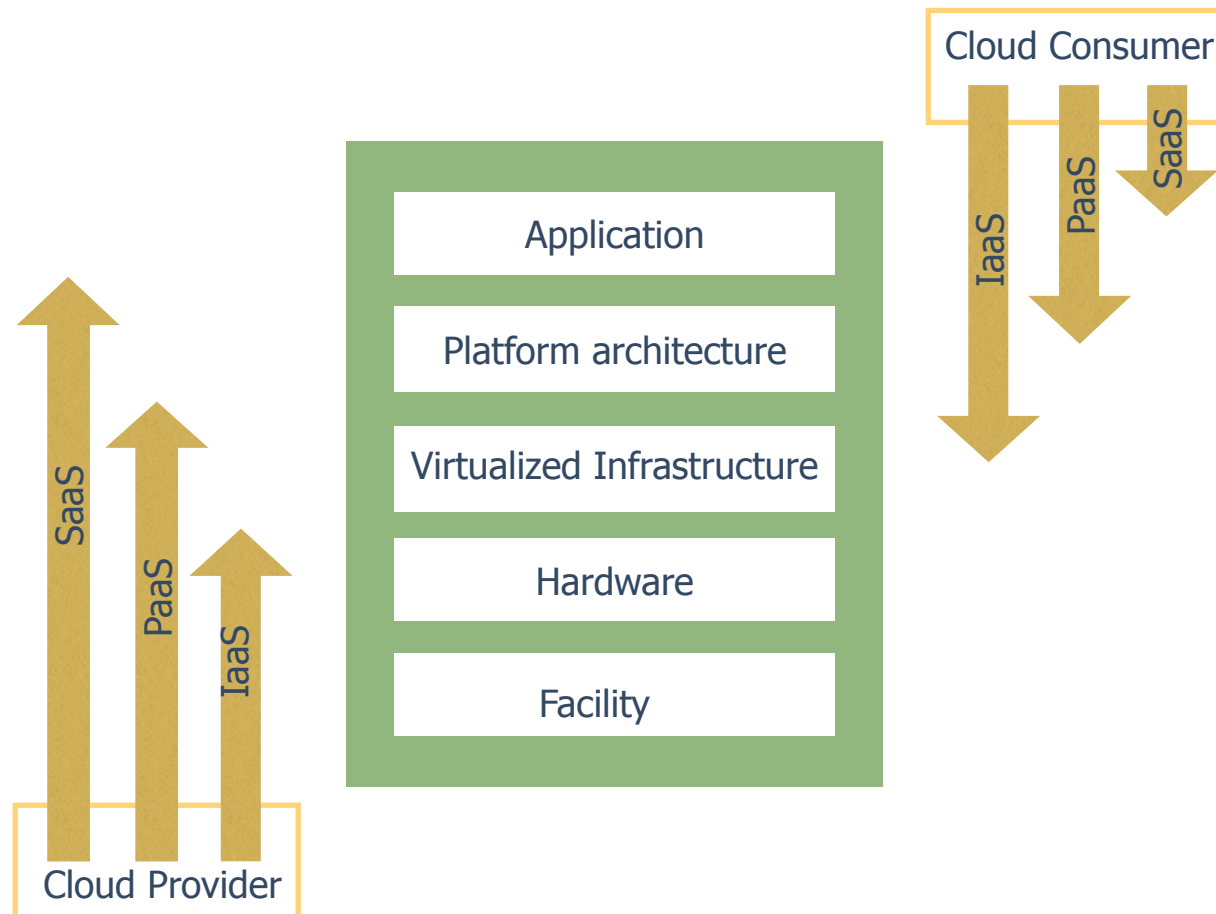 Cloud Consumer
IaaS
PaaS
SaaS
Application
Platform architecture
Virtualized Infrastructure
Hardware
Facility
SaaS
PaaS
IaaS
Cloud Provider